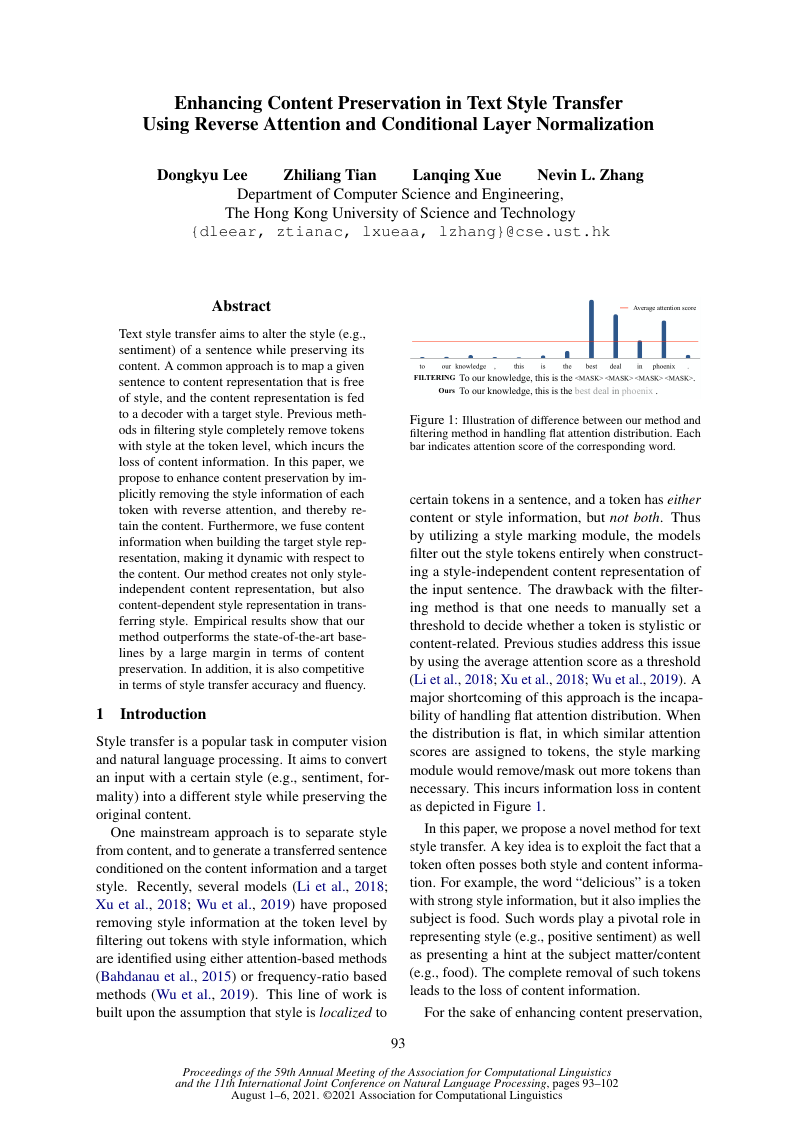 Enhancing Content Preservation in Text Style Transfer
Using Reverse Attention and Conditional Layer Normalization
Dongkyu Lee Zhiliang Tian Lanqing Xue Nevin L. Zhang
Department of Computer Science and Engineering,
The Hong Kong University of Science and Technology
{dleear, ztianac, lxueaa, lzhang}@cse.ust.hk
Abstract
Text style transfer aims to alter the style (e.g.,
sentiment) of a sentence while preserving its
content. A common approach is to map a given
sentence to content representation that is free
of style, and the content representation is fed
to a decoder with a target style. Previous meth-
ods in filtering style completely remove tokens
with style at the token level, which incurs the
loss of content information. In this paper, we
propose to enhance content preservation by im-
plicitly removing the style information of each
token with reverse attention, and thereby re-
tain the content. Furthermore, we fuse content
information when building the target style rep-
resentation, making it dynamic with respect to
the content. Our method creates not only style-
independent content representation, but also
content-dependent style representation in trans-
ferring style. Empirical results show that our
method outperforms the state-of-the-art base-
lines by a large margin in terms of content
preservation. In addition, it is also competitive
in terms of style transfer accuracy and fluency.
1 Introduction
Style transfer is a popular task in computer vision
and natural language processing. It aims to convert
an input with a certain style (e.g., sentiment, for-
mality) into a different style while preserving the
original content.
One mainstream approach is to separate style
from content, and to generate a transferred sentence
conditioned on the content information and a target
style. Recently, several models (Li et al., 2018;
Xu et al., 2018; Wu et al., 2019) have proposed
removing style information at the token level by
filtering out tokens with style information, which
are identified using either attention-based methods
(Bahdanau et al., 2015) or frequency-ratio based
methods (Wu et al., 2019). This line of work is
built upon the assumption that style is localized to
Average attention score
to our knowledge , this is the best deal in phoenix .
FILTERING To our knowledge, this is the <MASK> <MASK> <MASK> <MASK>.
Ours To our knowledge, this is the best deal in phoenix .
Figure 1: Illustration of difference between our method and
filtering method in handling flat attention distribution. Each
bar indicates attention score of the corresponding word.
certain tokens in a sentence, and a token has either
content or style information, but not both. Thus
by utilizing a style marking module, the models
filter out the style tokens entirely when construct-
ing a style-independent content representation of
the input sentence. The drawback with the filter-
ing method is that one needs to manually set a
threshold to decide whether a token is stylistic or
content-related. Previous studies address this issue
by using the average attention score as a threshold
(Li et al., 2018; Xu et al., 2018; Wu et al., 2019). A
major shortcoming of this approach is the incapa-
bility of handling flat attention distribution. When
the distribution is flat, in which similar attention
scores are assigned to tokens, the style marking
module would remove/mask out more tokens than
necessary. This incurs information loss in content
as depicted in Figure 1.
In this paper, we propose a novel method for text
style transfer. A key idea is to exploit the fact that a
token often posses both style and content informa-
tion. For example, the word “delicious” is a token
with strong style information, but it also implies the
subject is food. Such words play a pivotal role in
representing style (e.g., positive sentiment) as well
as presenting a hint at the subject matter/content
(e.g., food). The complete removal of such tokens
leads to the loss of content information.
For the sake of enhancing content preservation,
93
Proceedings of the 59th Annual Meeting of the Association for Computational Linguistics
and the 11th International Joint Conference on Natural Language Processing, pages 93–102
August 1–6, 2021. ©2021 Association for Computational Linguistics